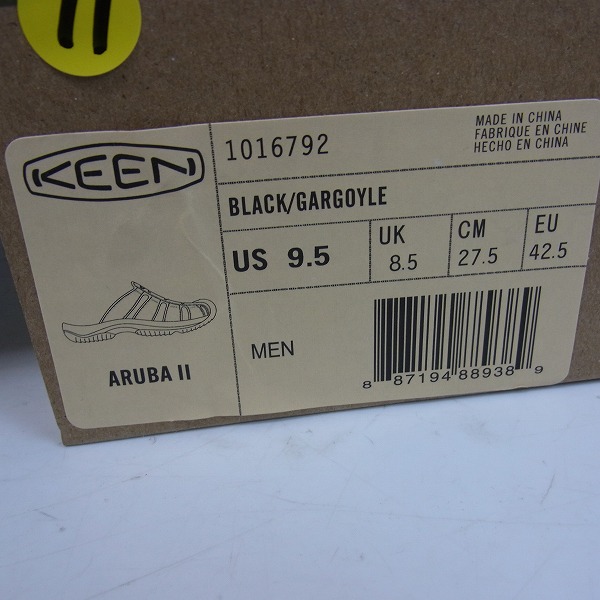 11
KEEN
1016792
MADE IN CHINA
FABRIQUE EN CHINE
HECHO EN CHINA
BLACK/GARGOYLE
US 9.5
UK
8.5
CM
27.5
EU
42.5
ARUBA II
MEN
8 87194 88938 9